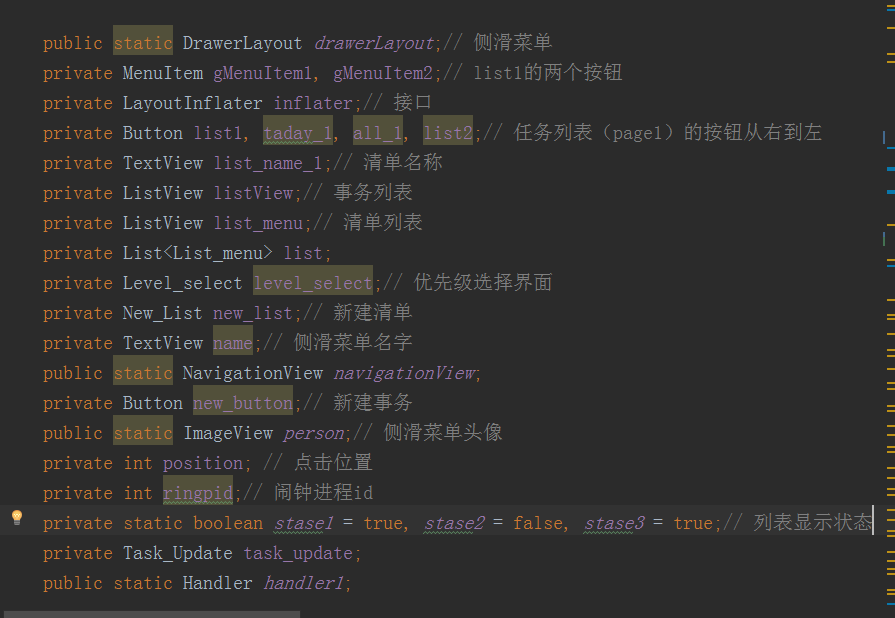 public static DrawerLayout drawerLayout;// 侧滑菜单
private MenuItem gMenuItem1, gMenuItem2;// list1的两个按钮
private LayoutInflater inflater;// 接口
private Button list1, taday_1, all_1, list2;// 任务列表（page1）的按钮从右到左
private TextView list_name_1;// 清单名称
private ListView listView;// 事务列表
private ListView list_menu;// 清单列表
private List<List_menu> list;
private Level_select level_select;// 优先级选择界面
private New_List new_list;// 新建清单
private TextView name;// 侧滑菜单名字
public static NavigationView navigationView;
private Button new_button;// 新建事务
public static ImageView person;// 侧滑菜单头像
private int position; // 点击位置
private int ringpid;// 闹钟进程id
private static boolean stase1 = true, stase2 = false, stase3 = true;// 列表显示状态
private Task_Update task_update;
public static Handler handler1;